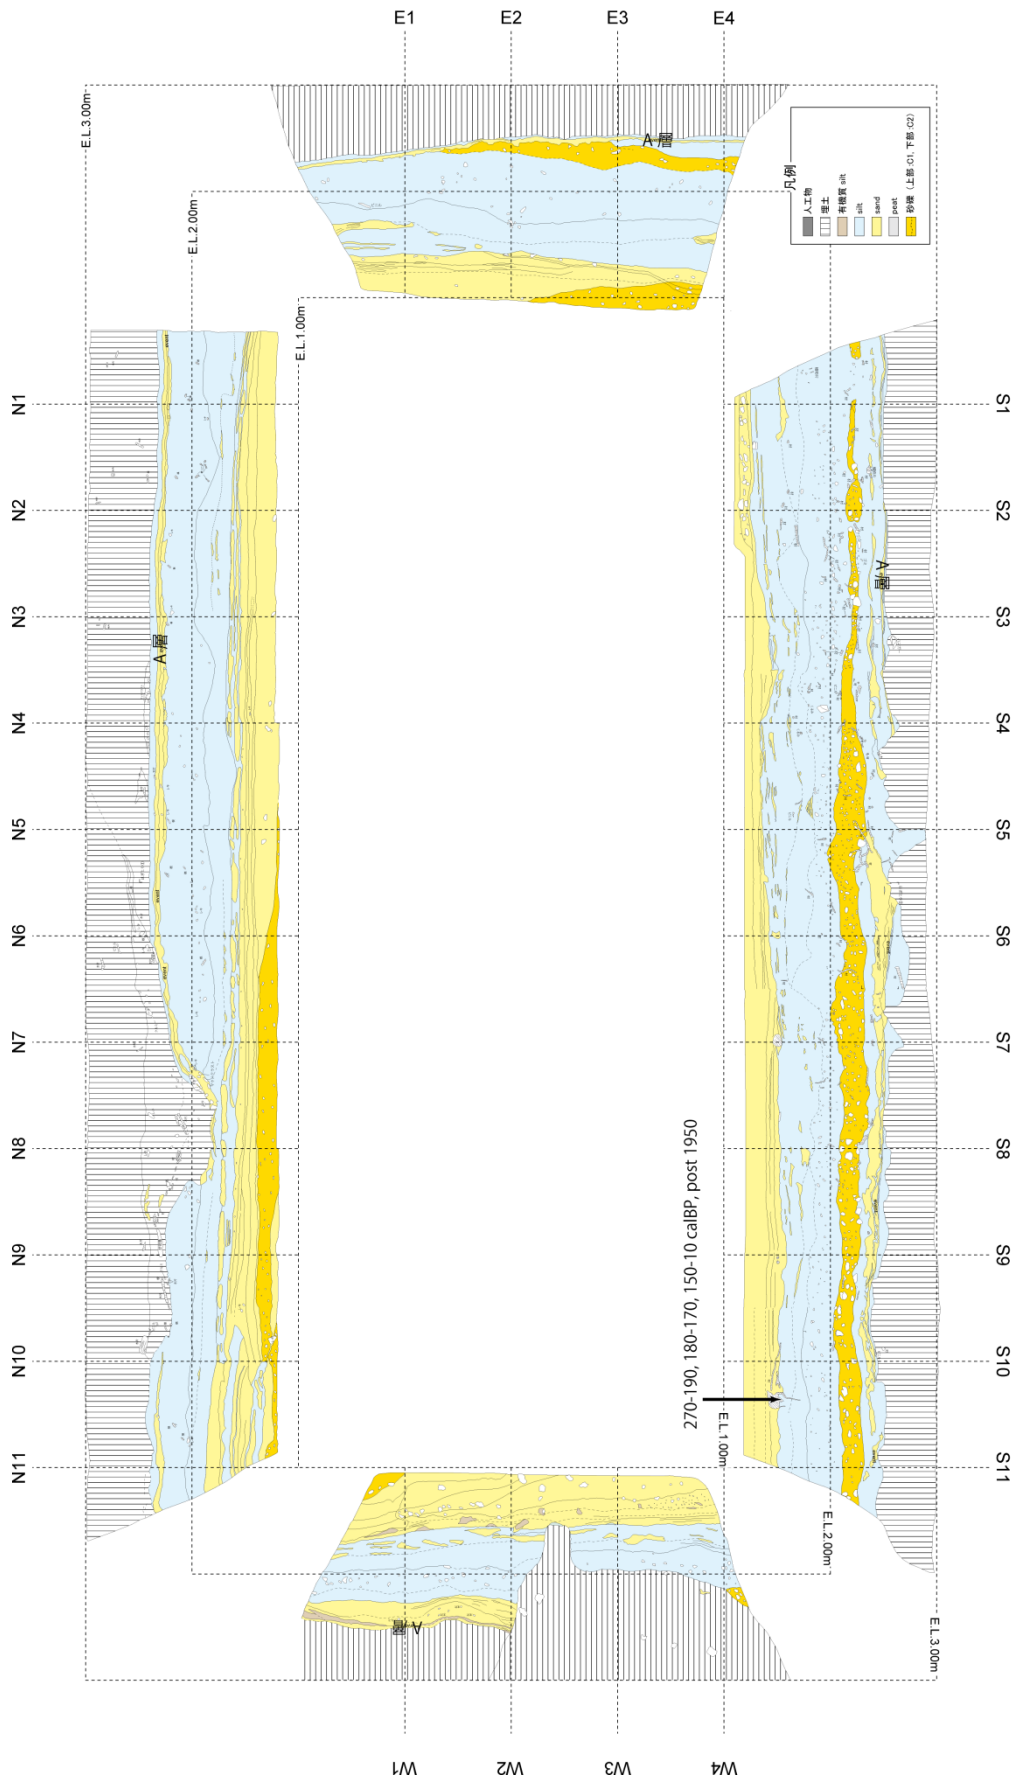 E1
E2
E3
E4
E.L.3.00m
E.L.2.00m
E.L.1.00m
A層
凡例
人工物
埋土
有機質 silt
silt
sand
peat
砂礫（上部:C1, 下部:C2）
N1
N2
N3
N4
N5
N6
N7
N8
N9
N10
N11
A層
S1
S2
S3
S4
S5
S6
S7
S8
S9
S10
S11
A層
270-190, 180-170, 150-10 calBP, post 1950
E.L.1.00m
E.L.2.00m
E.L.3.00m
A層
W1
W2
W3
W4